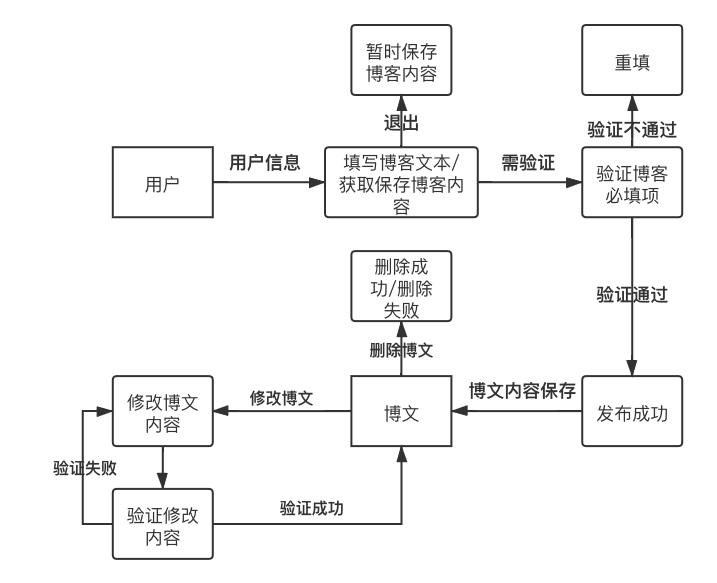 暂时保存
博客内容
重填
退出
验证不通过
用户
用户信息
填写博客文本/
获取保存博客内
容
需验证
验证博客
必填项
删除成
功/删除
失败
验证通过
删除博文
修改博文
内容
修改博文
博文
博文内容保存
发布成功
验证失败
验证修改
内容
验证成功